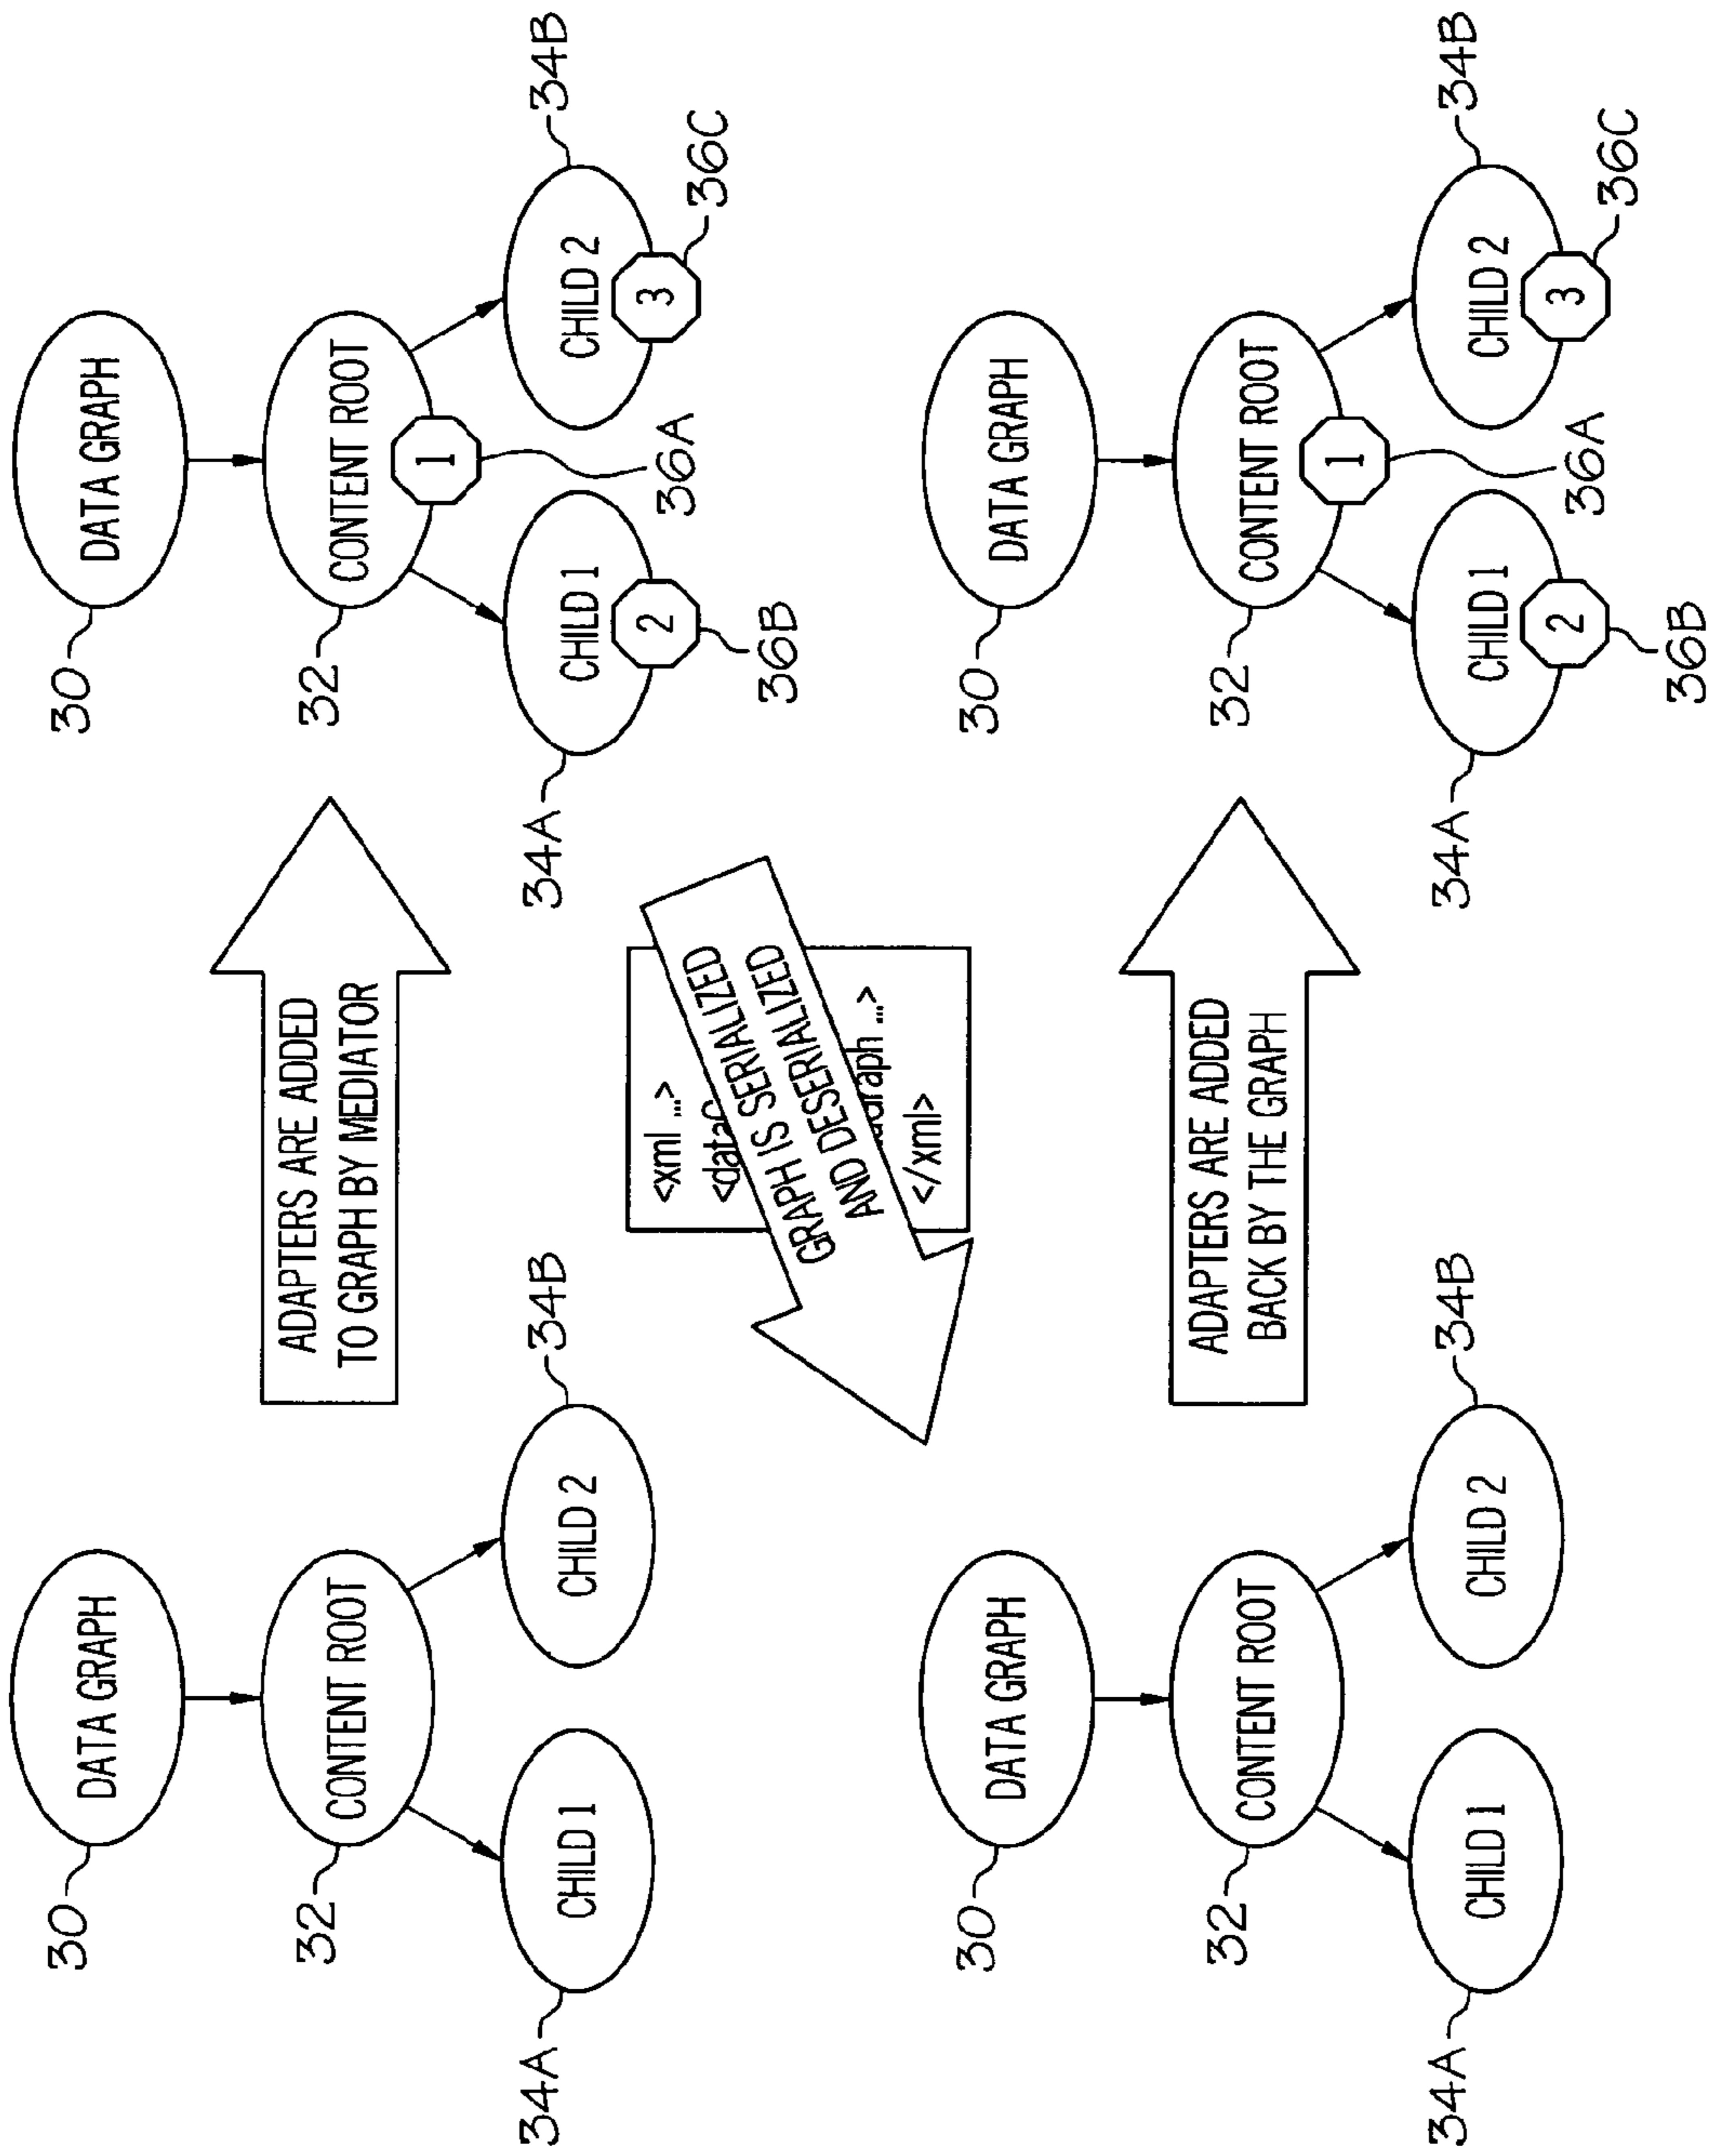 30
DATA GRAPH
32
CONTENT ROOT
34A
CHILD 1
CHILD 2
34B
ADAPTERS ARE ADDED
TO GRAPH BY MEDIATOR
30
DATA GRAPH
32
CONTENT ROOT
1
34A
CHILD 1
2
36B
36A
CHILD 2
3
34B
36C
<xml ...>
<data
GRAPH IS SERIALIZED
AND DESERIALIZED
raph ...>
</xml>
30
DATA GRAPH
32
CONTENT ROOT
34A
CHILD 1
CHILD 2
34B
ADAPTERS ARE ADDED
BACK BY THE GRAPH
30
DATA GRAPH
32
CONTENT ROOT
1
34A
CHILD 1
2
36B
36A
CHILD 2
3
34B
36C